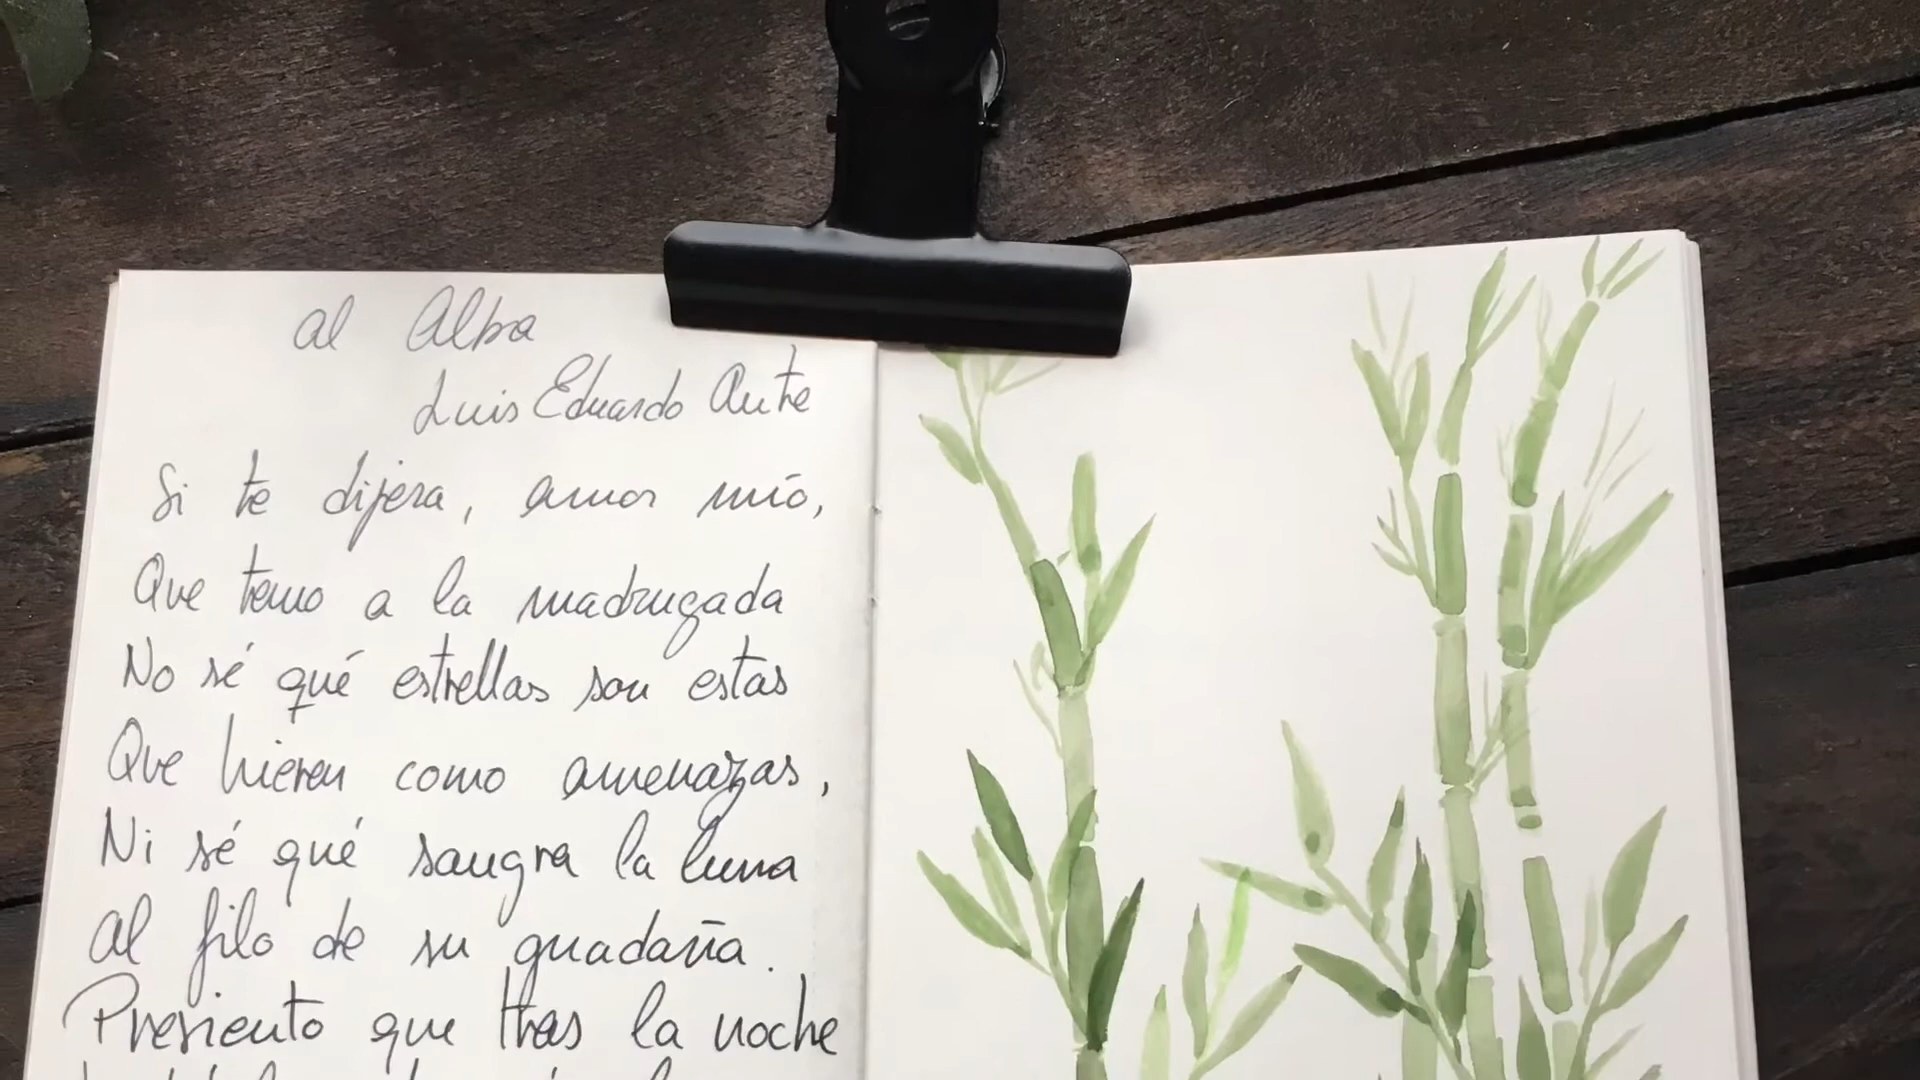 al Alba
Luis Eduardo Aute
Si te dijera, amor mío,
Que temo a la madrugada
No sé qué estrellas son estas
Que hieren como amenazas,
Ni sé qué sangra la luna
al filo de su guadaña.
Presiento que tras la noche